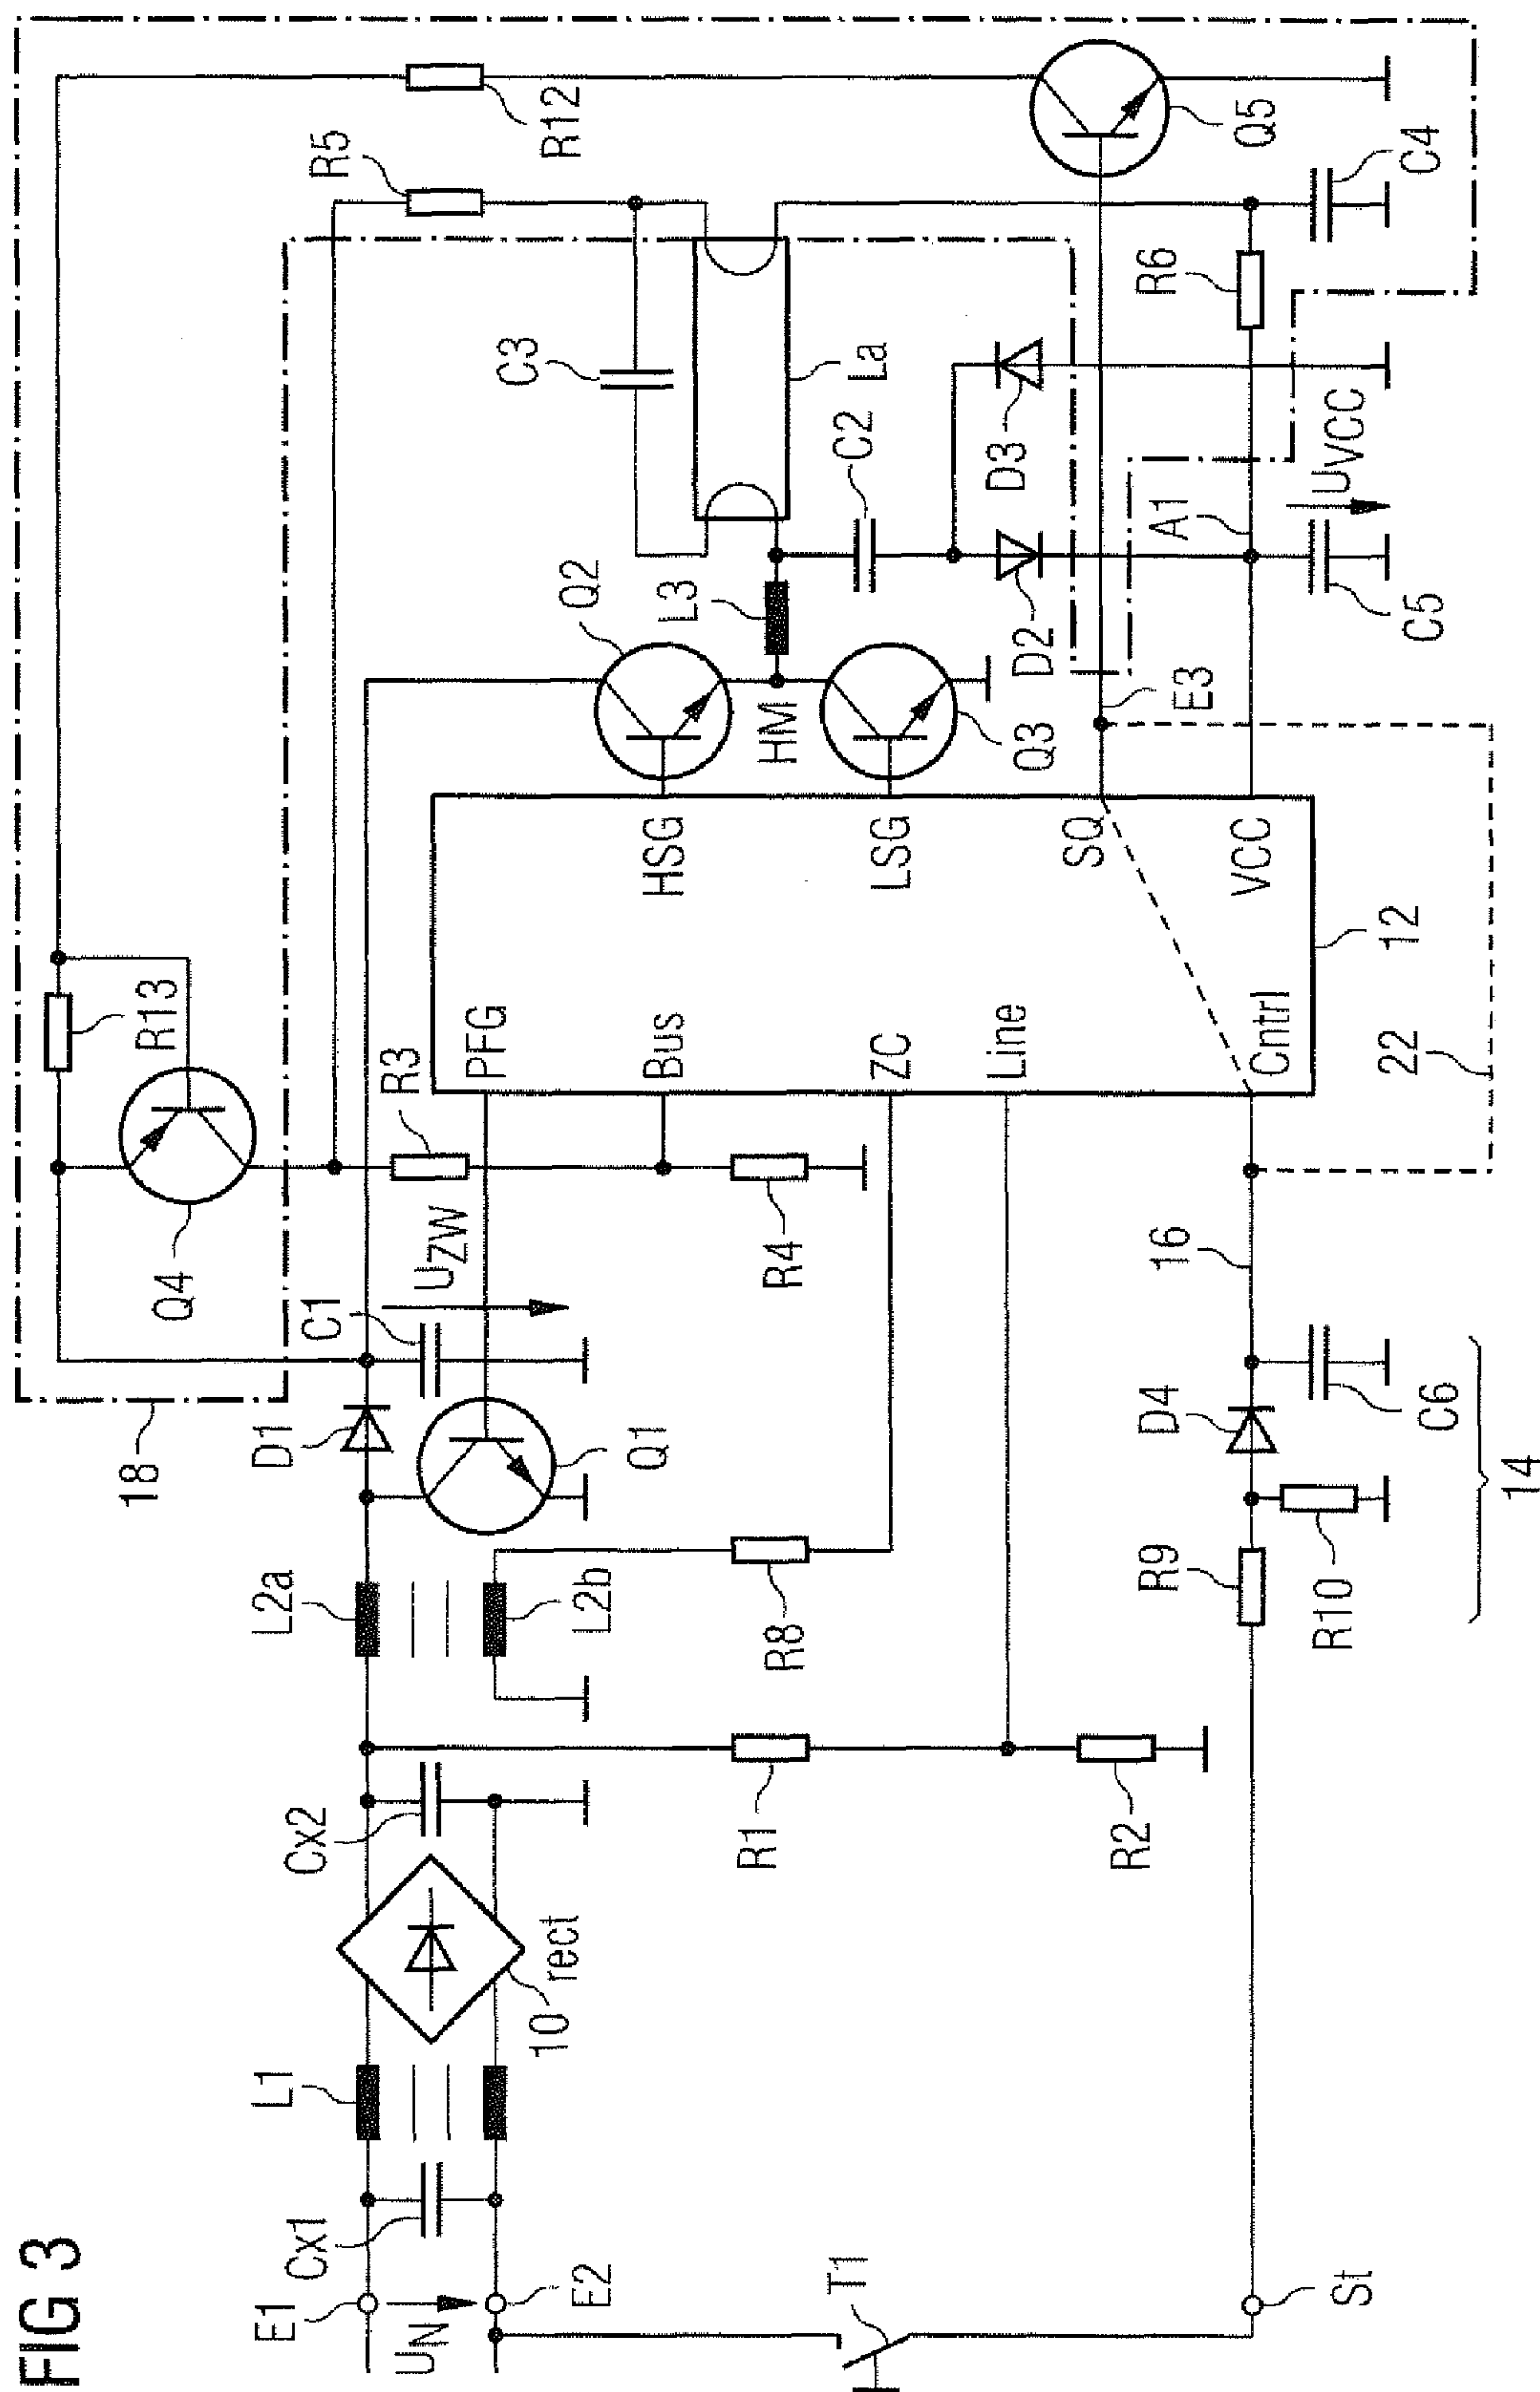 FIG 3
18
Q4
R13
R12
R5
Q5
C4
R6
C3
La
C2
D3
D2
A1
UVCC
C5
Q2
L3
HM
Q3
E3
R3
PFG
HSG
Bus
LSG
ZC
Line
SQ
Cntrl
VCC
12
22
UZW
C1
D1
Q1
R4
16
L2a
L2b
R8
R9
D4
R10
C6
14
Cx2
R1
R2
L1
10
rect
Cx1
E1
UN
E2
T1
St